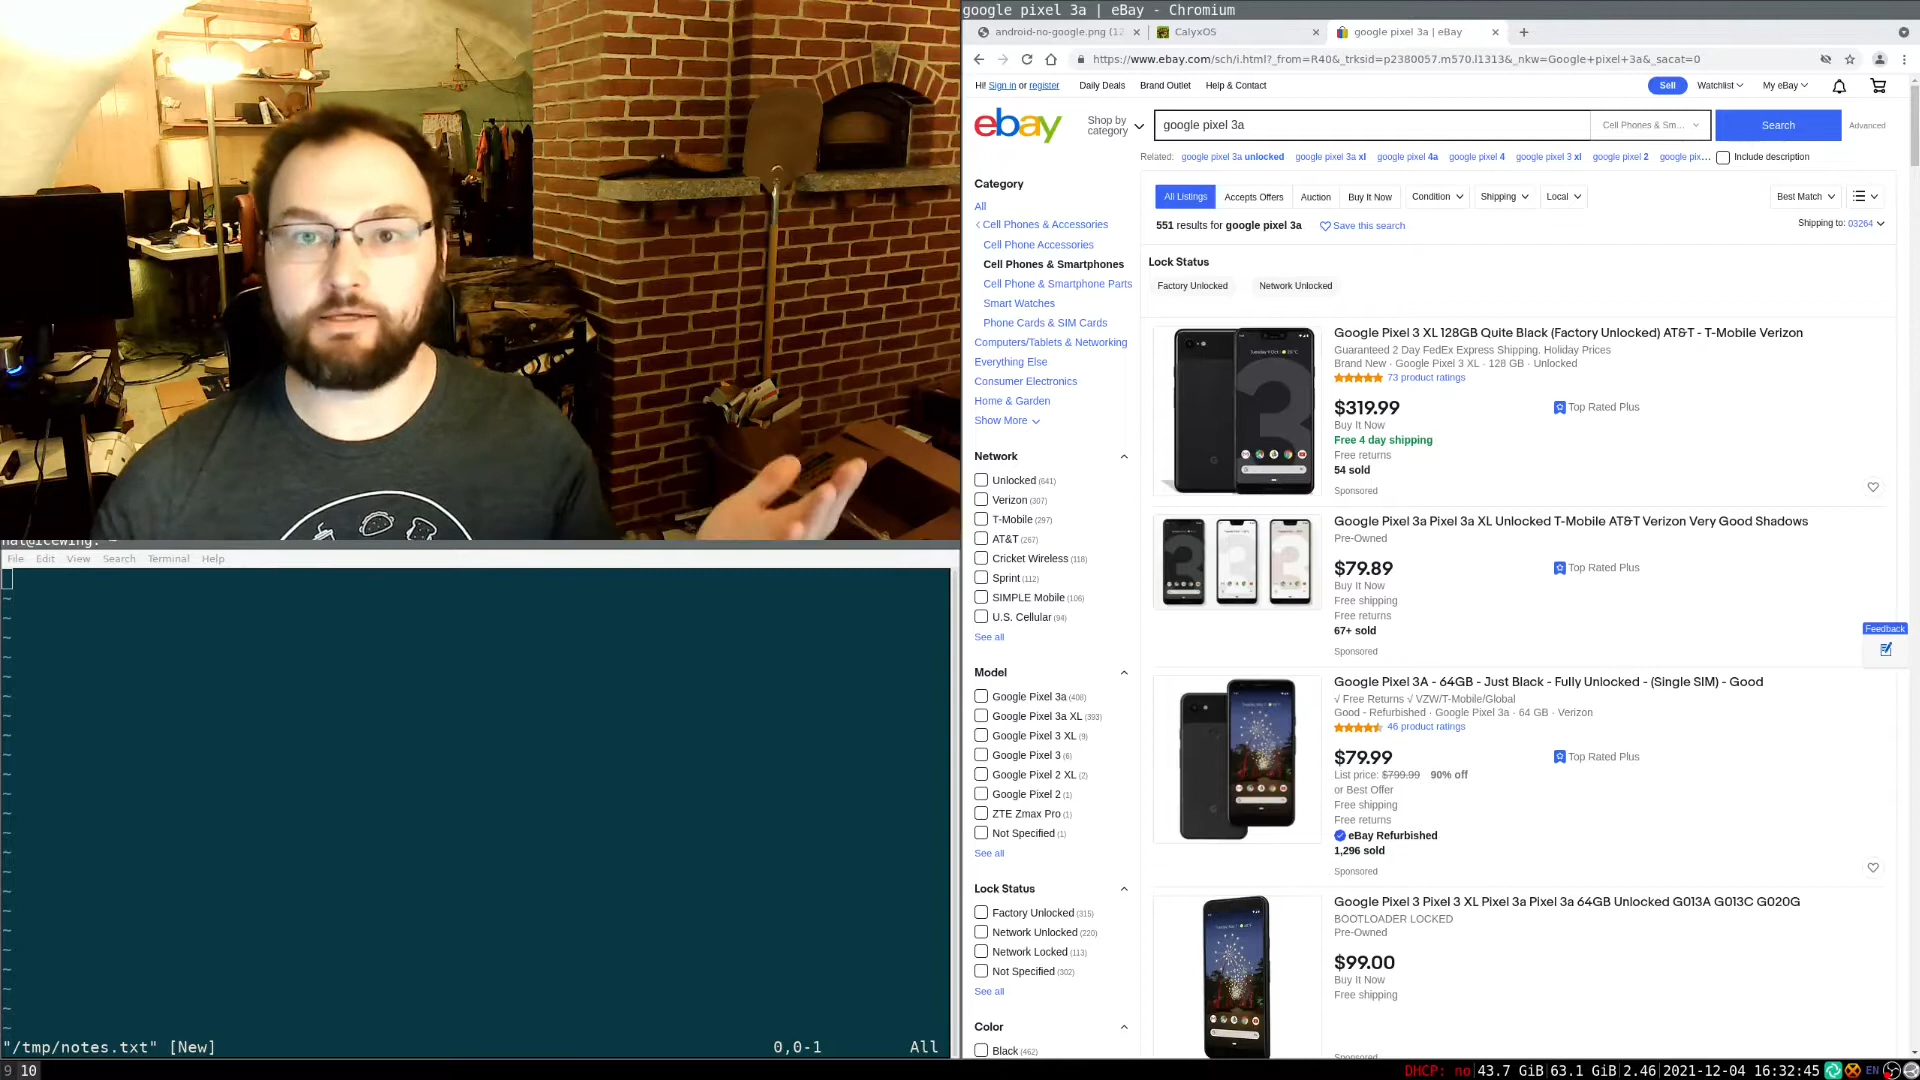 google pixel 3a | eBay - Chromium
android-no-google.png (12
CalyxOS
google pixel 3a | eBay
https://www.ebay.com/sch/i.html?_from=R40&_trksid=p2380057.m570.l1313&_nkw=Google+pixel+3a&_sacat=0
Hi! Sign in or register
Daily Deals
Brand Outlet
Help & Contact
Sell
Watchlist
My eBay
ebay
Shop by category
google pixel 3a
Cell Phones & Sm...
Search
Advanced
Related: google pixel 3a unlocked google pixel 3a xl google pixel 4a google pixel 4 google pixel 3 xl google pixel 2 google pix...
Include description
Category
All
Cell Phones & Accessories
Cell Phone Accessories
Cell Phones & Smartphones
Cell Phone & Smartphone Parts
Smart Watches
Phone Cards & SIM Cards
Computers/Tablets & Networking
Everything Else
Consumer Electronics
Home & Garden
Show More
Network
Unlocked (641)
Verizon (307)
T-Mobile (297)
AT&T (267)
Cricket Wireless (118)
Sprint (112)
SIMPLE Mobile (106)
U.S. Cellular (94)
See all
Model
Google Pixel 3a (408)
Google Pixel 3a XL (393)
Google Pixel 3 XL (9)
Google Pixel 3 (6)
Google Pixel 2 XL (2)
Google Pixel 2 (1)
ZTE Zmax Pro (1)
Not Specified (1)
See all
Lock Status
Factory Unlocked (315)
Network Unlocked (220)
Network Locked (113)
Not Specified (302)
See all
Color
Black (462)
All Listings
Accepts Offers
Auction
Buy It Now
Condition
Shipping
Local
Best Match
551 results for google pixel 3a
Save this search
Shipping to: 03264
Lock Status
Factory Unlocked
Network Unlocked
Google Pixel 3 XL 128GB Quite Black (Factory Unlocked) AT&T - T-Mobile Verizon
Guaranteed 2 Day FedEx Express Shipping. Holiday Prices
Brand New · Google Pixel 3 XL · 128 GB · Unlocked
73 product ratings
$319.99
Top Rated Plus
Buy It Now
Free 4 day shipping
Free returns
54 sold
Sponsored
Google Pixel 3a Pixel 3a XL Unlocked T-Mobile AT&T Verizon Very Good Shadows
Pre-Owned
$79.89
Top Rated Plus
Buy It Now
Free shipping
Free returns
67+ sold
Sponsored
Feedback
Google Pixel 3A - 64GB - Just Black - Fully Unlocked - (Single SIM) - Good
√ Free Returns √ VZW/T-Mobile/Global
Good - Refurbished · Google Pixel 3a · 64 GB · Verizon
46 product ratings
$79.99
Top Rated Plus
List price: $799.99 90% off
or Best Offer
Free shipping
Free returns
eBay Refurbished
1,296 sold
Sponsored
Google Pixel 3 Pixel 3 XL Pixel 3a Pixel 3a 64GB Unlocked G013A G013C G020G
BOOTLOADER LOCKED
Pre-Owned
$99.00
Buy It Now
Free shipping
Sponsored
File Edit View Search Terminal Help
"/tmp/notes.txt" [New]
0,0-1
All
9 10
DHCP: no 43.7 GiB 63.1 GiB 2.46 2021-12-04 16:32:45
EN